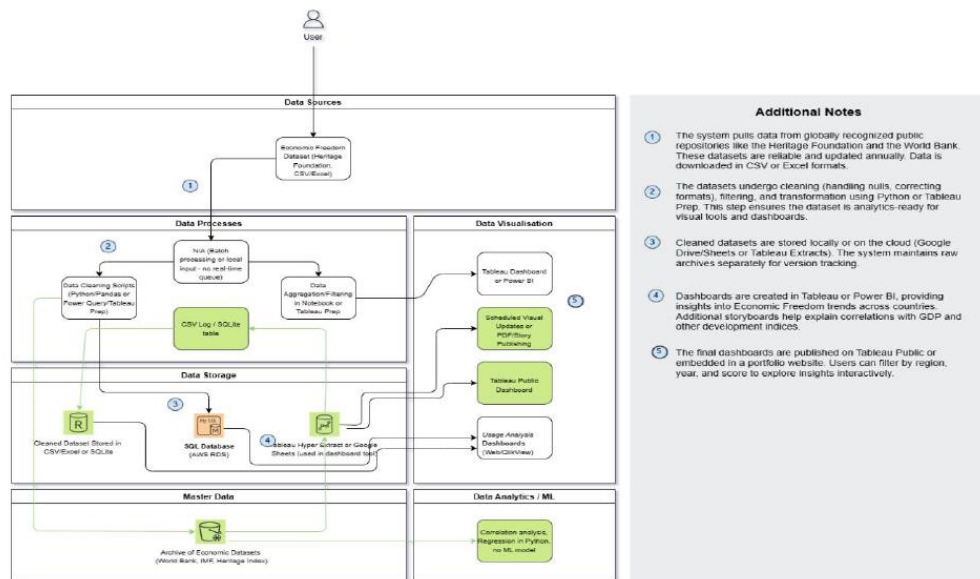 User
Data Sources
Economic Freedom
Dataset (Heritage
Foundation,
CSV/Excel)
1
Data Processes
N/A (Batch
processing or local
input - no real-time
queue)
2
Data Cleaning Scripts
(Python/Pandas or
Power Query/Tableau
Prep)
Data
Aggregation/Filtering
in Notebook or
Tableau Prep
CSV Log / SQLite
table
Data Visualisation
Tableau Dashboard
or Power BI
5
Scheduled Visual
Updates or
PDF/Story
Publishing
Tableau Public
Dashboard
Usage Analysis
Dashboards
(Web/QlikView)
Data Storage
R
Cleaned Dataset Stored in
CSV/Excel or SQLite
3
SQL Database
(AWS RDS)
4
Tableau Hyper Extract or Google
Sheets (used in dashboard tool)
Master Data
Archive of Economic Datasets
(World Bank, IMF, Heritage Index)
Data Analytics / ML
Correlation analysis,
Regression in Python,
no ML model
Additional Notes
1
The system pulls data from globally recognized public
repositories like the Heritage Foundation and the World Bank.
These datasets are reliable and updated annually. Data is
downloaded in CSV or Excel formats.
2
The datasets undergo cleaning (handling nulls, correcting
formats), filtering, and transformation using Python or Tableau
Prep. This step ensures the dataset is analytics-ready for
visual tools and dashboards.
3
Cleaned datasets are stored locally or on the cloud (Google
Drive/Sheets or Tableau Extracts). The system maintains raw
archives separately for version tracking.
4
Dashboards are created in Tableau or Power BI, providing
insights into Economic Freedom trends across countries.
Additional storyboards help explain correlations with GDP and
other development indices.
5
The final dashboards are published on Tableau Public or
embedded in a portfolio website. Users can filter by region,
year, and score to explore insights interactively.